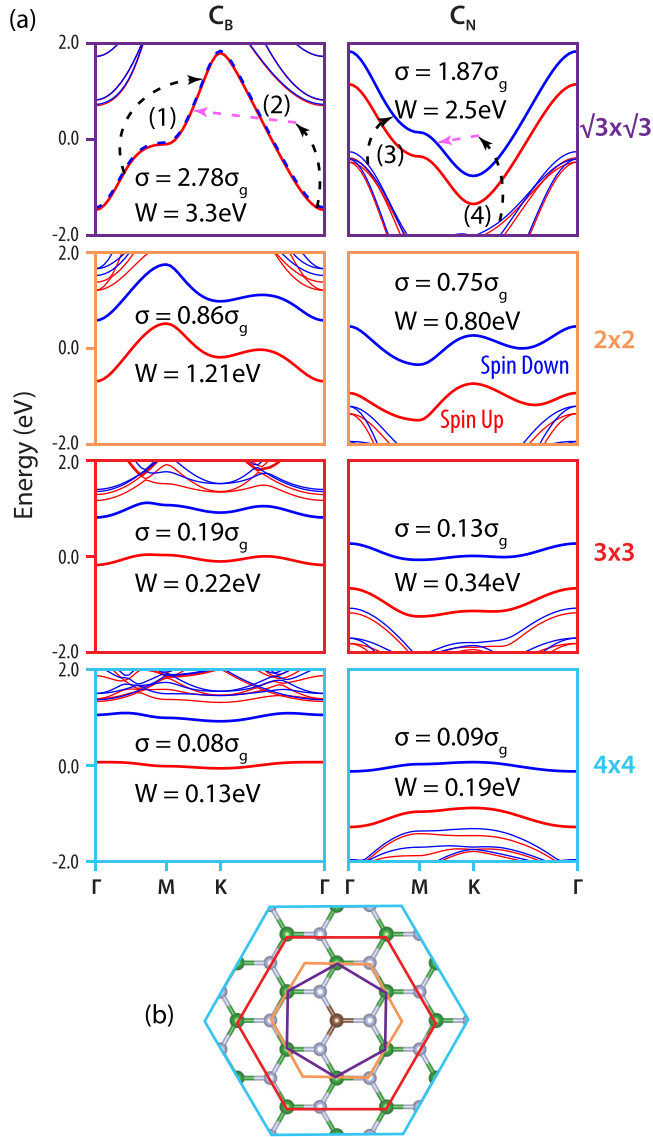 (a)
C_B
C_N
2.0
0.0
-2.0
(1)
(2)
σ = 2.78σ_g
W = 3.3eV
σ = 1.87σ_g
W = 2.5eV
(3)
(4)
√3x√3
2.0
0.0
-2.0
σ = 0.86σ_g
W = 1.21eV
σ = 0.75σ_g
W = 0.80eV
Spin Down
Spin Up
2x2
Energy (eV)
2.0
0.0
-2.0
σ = 0.19σ_g
W = 0.22eV
σ = 0.13σ_g
W = 0.34eV
3x3
2.0
0.0
-2.0
σ = 0.08σ_g
W = 0.13eV
σ = 0.09σ_g
W = 0.19eV
4x4
Γ M K Γ
Γ M K Γ
(b)